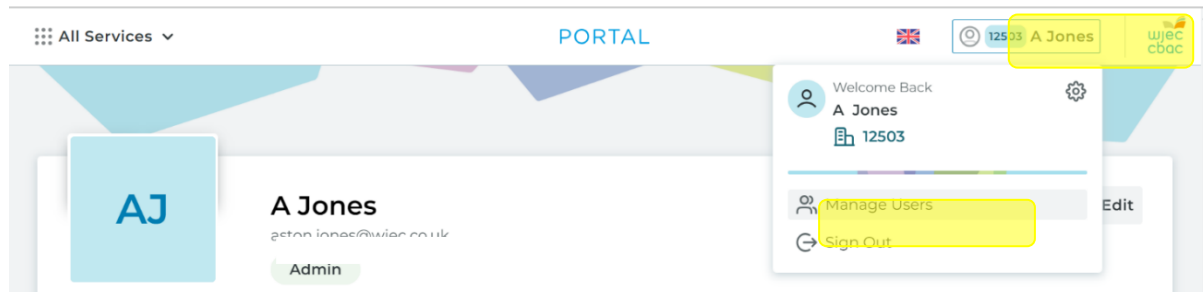 All Services
PORTAL
12503 A Jones
wjec
cbac
Welcome Back
A Jones
12503
AJ
A Jones
Manage Users
Edit
Sign Out
Admin